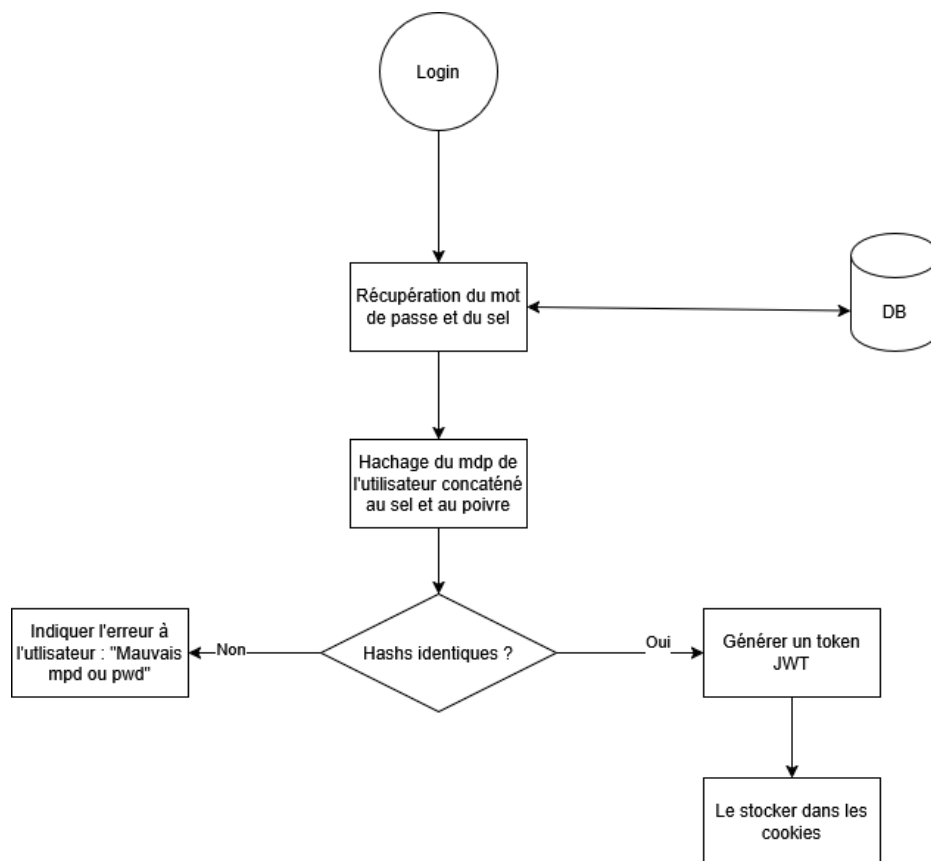 Login
Récupération du mot
de passe et du sel
DB
Hachage du mdp de
l'utilisateur concaténé
au sel et au poivre
Indiquer l'erreur à
l'utlisateur : "Mauvais
mpd ou pwd"
Non
Hashs identiques ?
Oui
Générer un token
JWT
Le stocker dans les
cookies